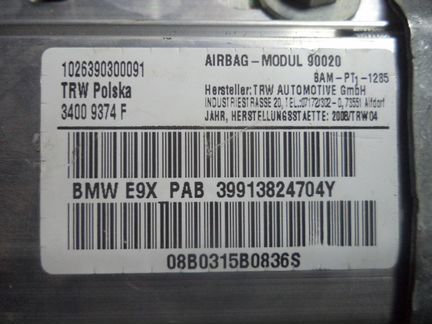 1026390300091
TRW Polska
3400 9374 F
AIRBAG-MODUL 90020
BAM-PT1-1285
Hersteller: TRW AUTOMOTIVE GmbH
INDUSTRIESTRASSE 20, TEL.:07172/302-0, 73551 Alfdorf
JAHR, HERSTELLUNGSSTAETTE: 2008/TRW04
BMW E9X PAB 39913824704Y
08B0315B0836S